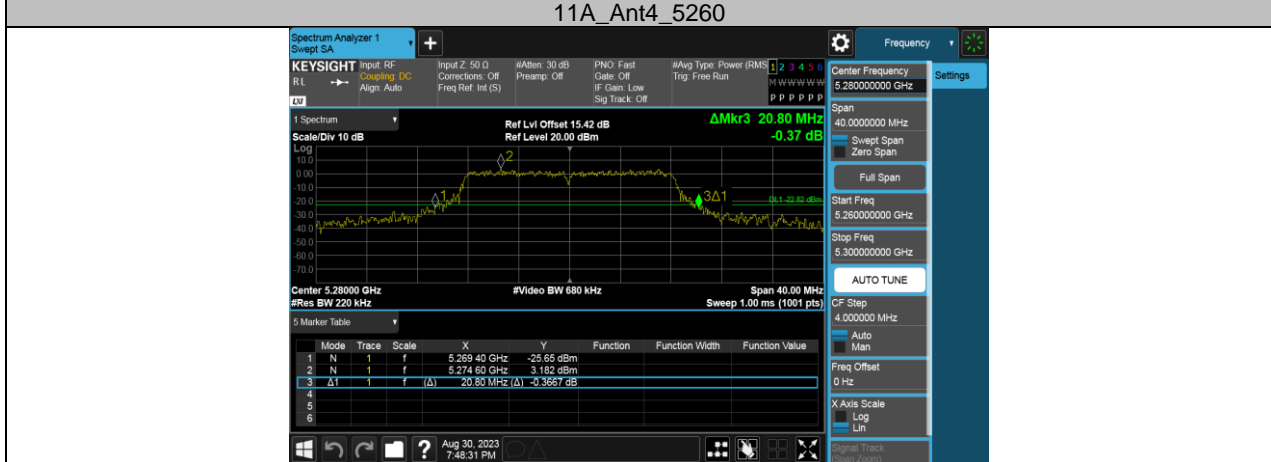 11A_Ant4_5260
Spectrum Analyzer 1
Swept SA
+
Frequency
KEYSIGHT
RL
LXI
Input: RF
Coupling: DC
Align: Auto
Input Z: 50 Ω
Corrections: Off
Freq Ref: Int (S)
#Atten: 30 dB
Preamp: Off
PNO: Fast
Gate: Off
IF Gain: Low
Sig Track: Off
#Avg Type: Power (RMS
Trig: Free Run
1 2 3 4 5 6
M W W W W W
P P P P P P
1 Spectrum
Scale/Div 10 dB
Ref Lvl Offset 15.42 dB
Ref Level 20.00 dBm
ΔMkr3 20.80 MHz
-0.37 dB
Log
10.0
0.00
-10.0
-20.0
-30.0
-40.0
-50.0
-60.0
-70.0
2
1
3Δ1
DL1 -22.82 dBm
Center 5.28000 GHz
#Video BW 680 kHz
Span 40.00 MHz
#Res BW 220 kHz
Sweep 1.00 ms (1001 pts)
5 Marker Table
Mode Trace Scale X Y Function Function Width Function Value
1 N 1 f 5.269 40 GHz -25.65 dBm
2 N 1 f 5.274 60 GHz 3.182 dBm
3 Δ1 1 f (Δ) 20.80 MHz (Δ) -0.3667 dB
4
5
6
?
Aug 30, 2023
7:48:31 PM
Center Frequency
5.280000000 GHz
Settings
Span
40.0000000 MHz
Swept Span
Zero Span
Full Span
Start Freq
5.260000000 GHz
Stop Freq
5.300000000 GHz
AUTO TUNE
CF Step
4.000000 MHz
Auto
Man
Freq Offset
0 Hz
X Axis Scale
Log
Lin
Signal Track
(Span Zoom)